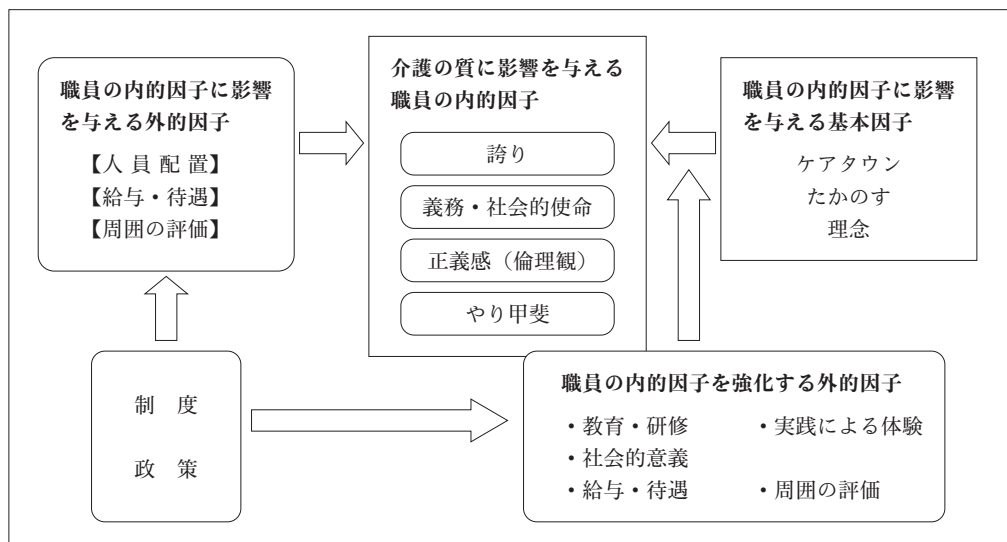 職員の内的因子に影響
を与える外的因子
【人 員 配 置】
【給与・待遇】
【周囲の評価】
介護の質に影響を与える
職員の内的因子
誇り
義務・社会的使命
正義感（倫理観）
やり甲斐
職員の内的因子に影響
を与える基本因子
ケアタウン
たかのす
理念
制　度
政　策
職員の内的因子を強化する外的因子
・教育・研修　・実践による体験
・社会的意義
・給与・待遇　・周囲の評価